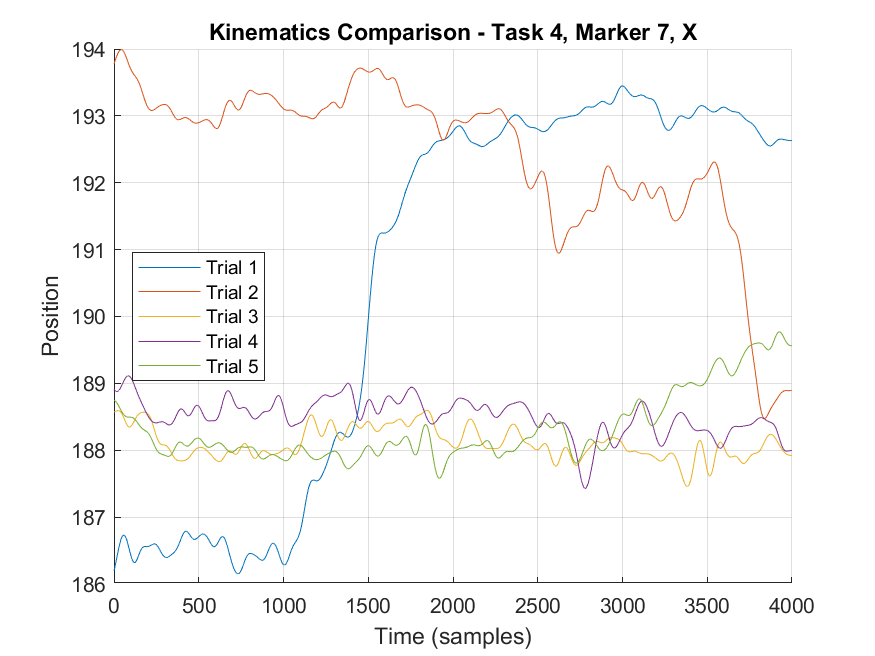 Kinematics Comparison - Task 4, Marker 7, X
194
193
192
191
190
189
188
187
186
Position
Trial 1
Trial 2
Trial 3
Trial 4
Trial 5
0 500 1000 1500 2000 2500 3000 3500 4000
Time (samples)